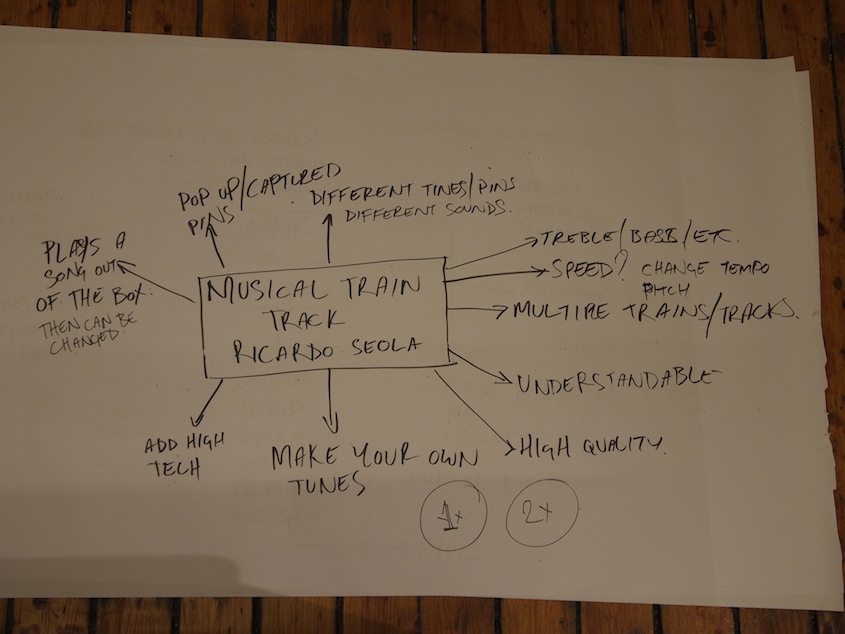 POP UP/CAPTURED
PINS
DIFFERENT TINES/PINS
DIFFERENT SOUNDS.
PLAYS A
SONG OUT
OF THE BOX.
THEN CAN BE
CHANGED.
MUSICAL TRAIN
TRACK
RICARDO SEOLA
TREBLE/BASS/ETC.
SPEED? CHANGE TEMPO
PITCH
MULTIPLE TRAINS/TRACKS.
UNDERSTANDABLE
HIGH QUALITY.
ADD HIGH
TECH
MAKE YOUR OWN
TUNES
1x
2x